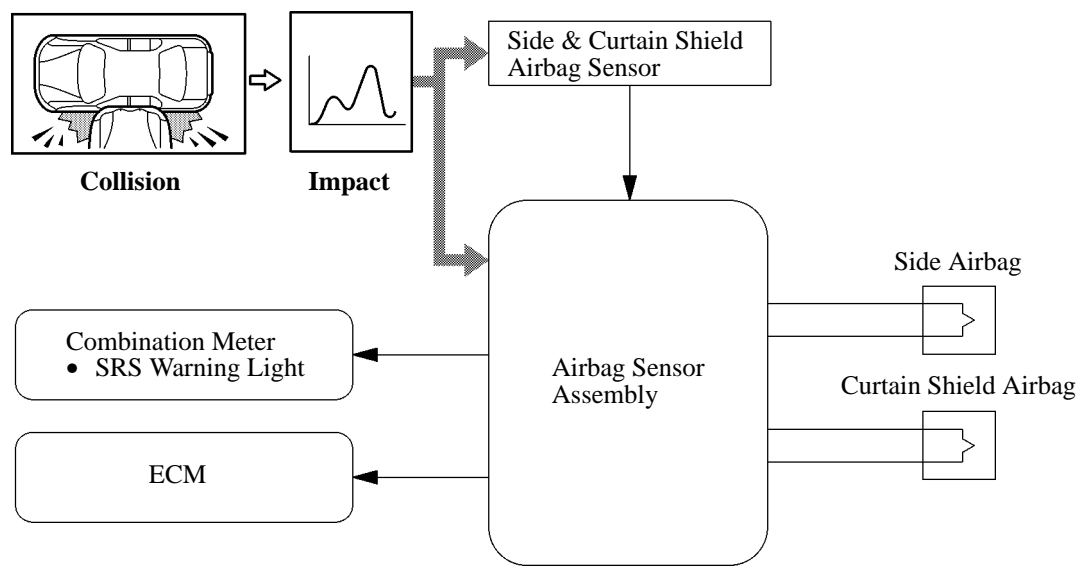 Side & Curtain Shield
Airbag Sensor
Collision
Impact
Side Airbag
Combination Meter
• SRS Warning Light
Airbag Sensor
Assembly
Curtain Shield Airbag
ECM